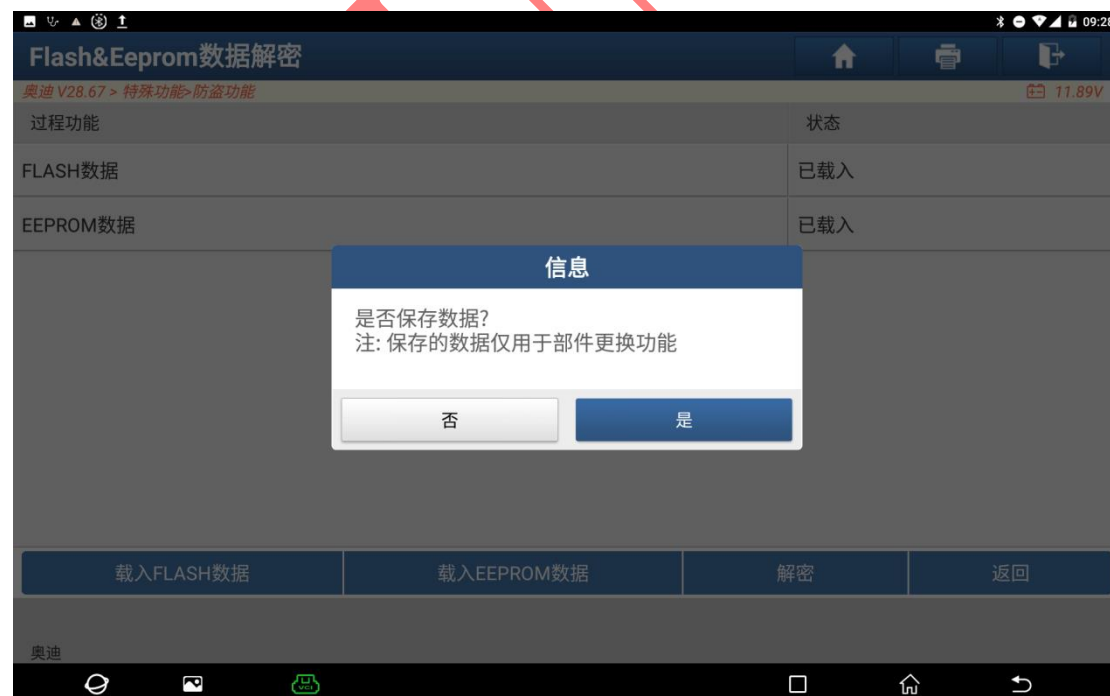 09:28
Flash&Eeprom数据解密
奥迪 V28.67 > 特殊功能>防盗功能
11.89V
过程功能
状态
FLASH数据
已载入
EEPROM数据
已载入
信息
是否保存数据?
注: 保存的数据仅用于部件更换功能
否
是
载入FLASH数据
载入EEPROM数据
解密
返回
奥迪
VCI